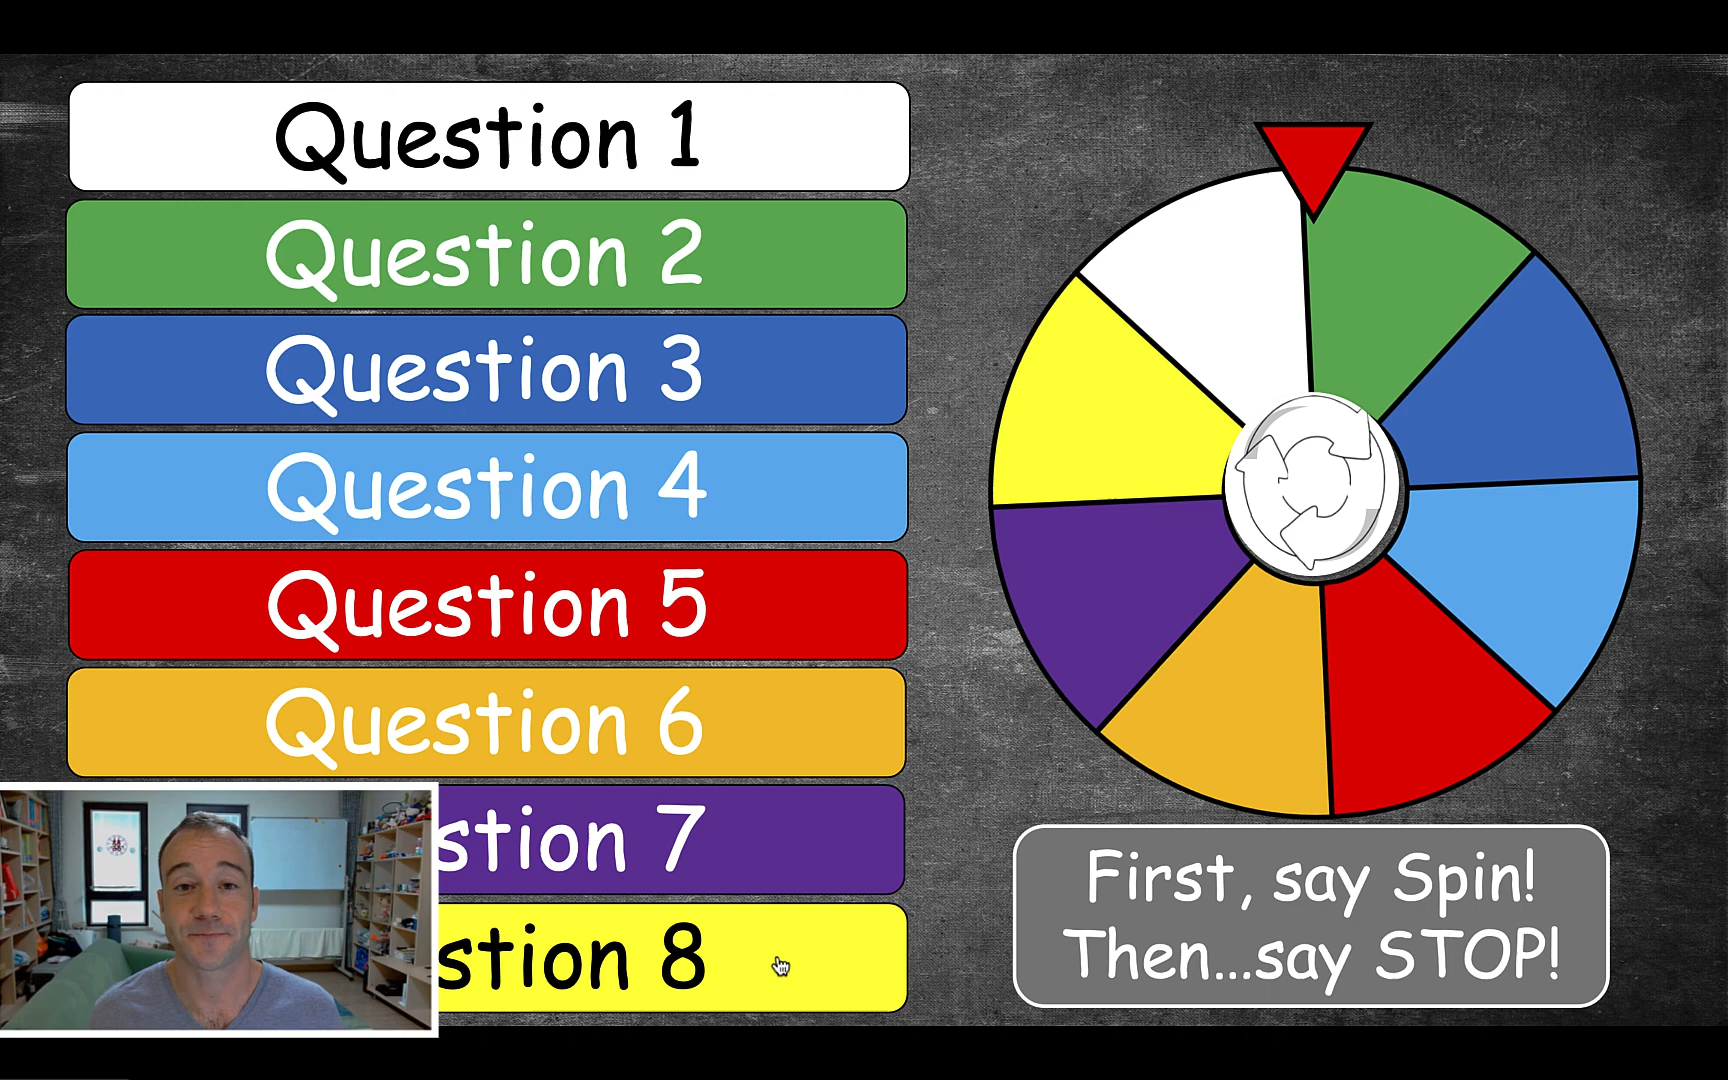 Question 1
Question 2
Question 3
Question 4
Question 5
Question 6
stion 7
stion 8
First, say Spin!
Then...say STOP!